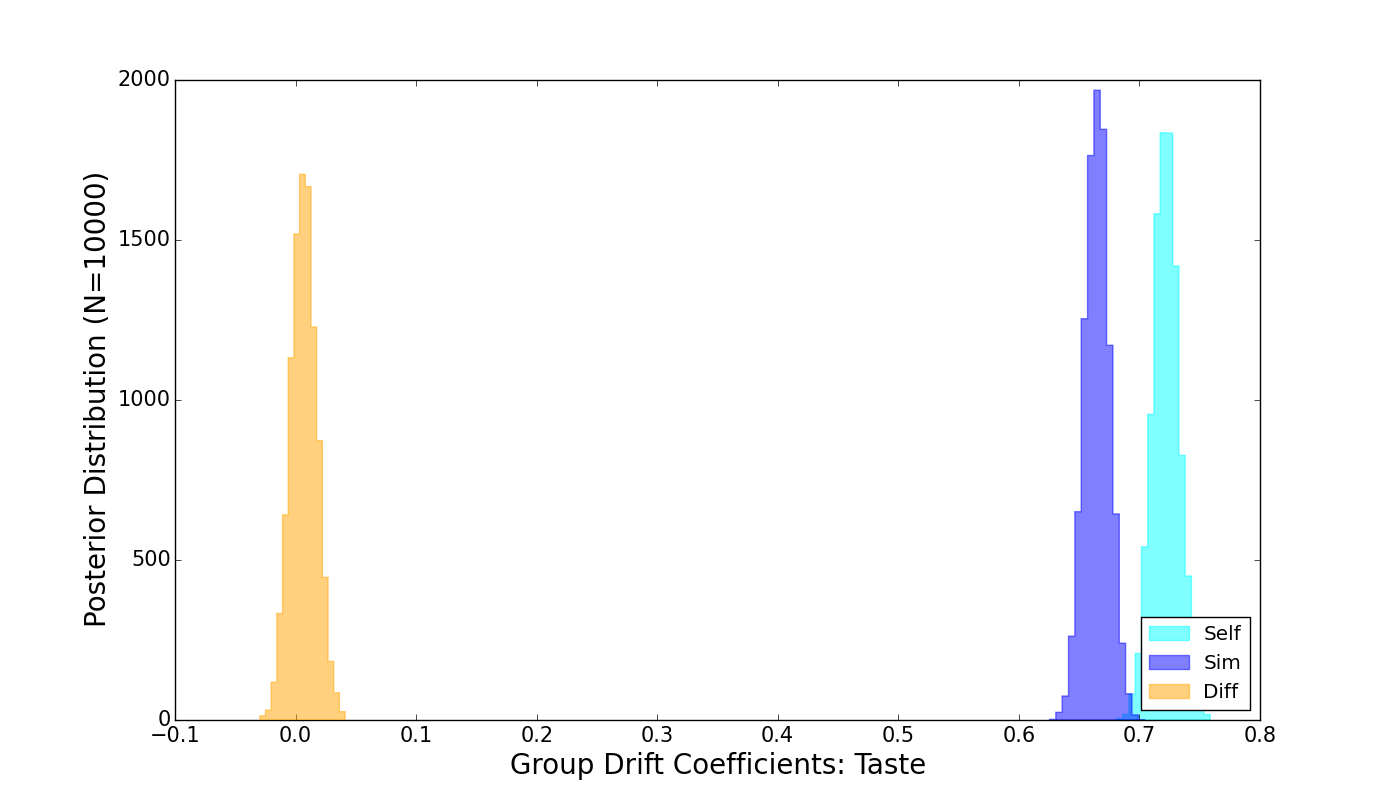 2000
1500
1000
500
0
Posterior Distribution (N=10000)
−0.1 0.0 0.1 0.2 0.3 0.4 0.5 0.6 0.7 0.8
Group Drift Coefficients: Taste
Self
Sim
Diff